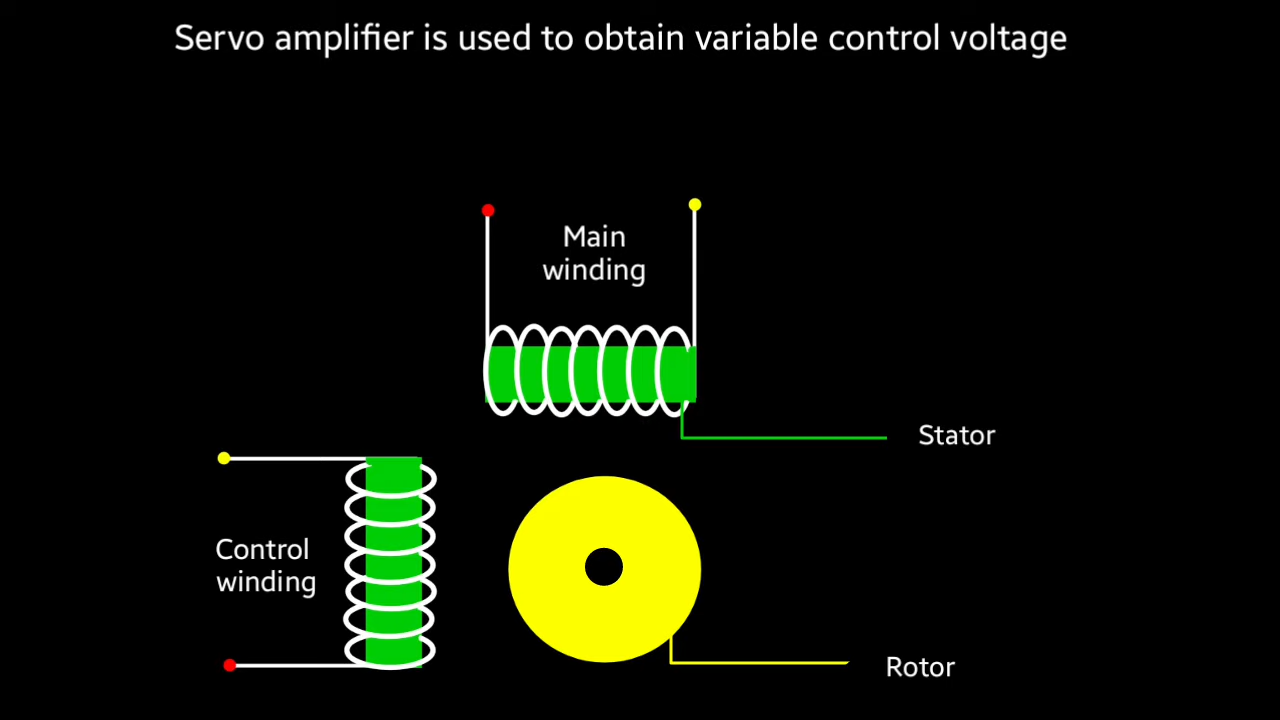 Servo amplifier is used to obtain variable control voltage
Main
winding
Stator
Control
winding
Rotor